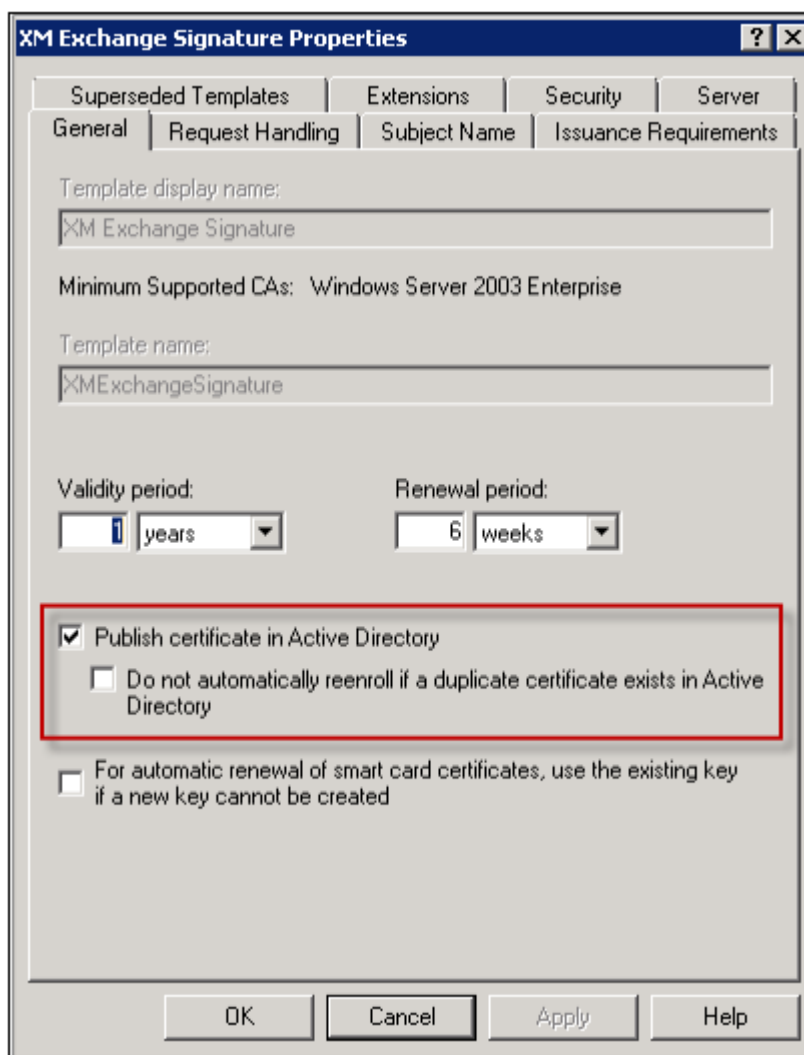 XM Exchange Signature Properties
Superseded Templates Extensions Security Server
General Request Handling Subject Name Issuance Requirements
Template display name:
XM Exchange Signature
Minimum Supported CAs: Windows Server 2003 Enterprise
Template name:
XMExchangeSignature
Validity period: Renewal period:
1 years 6 weeks
Publish certificate in Active Directory
Do not automatically reenroll if a duplicate certificate exists in Active
Directory
For automatic renewal of smart card certificates, use the existing key
if a new key cannot be created
OK Cancel Apply Help